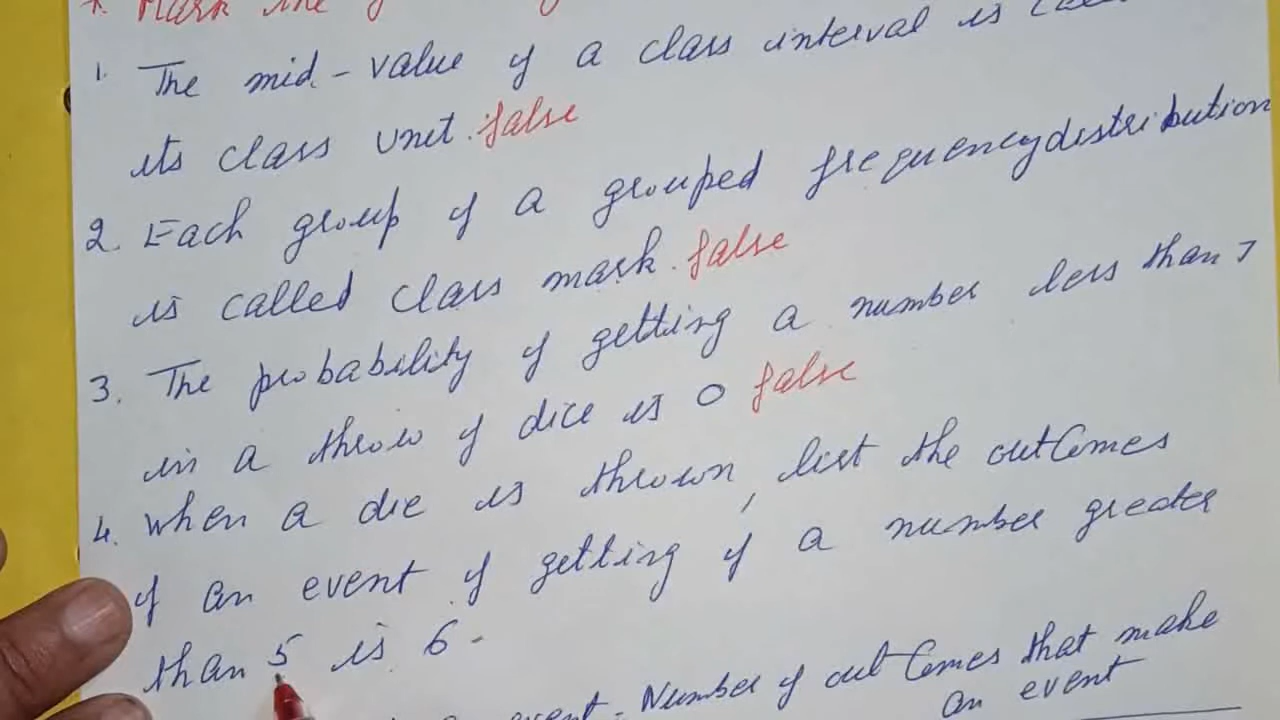 Mark the
1. The mid-value of a class interval is
its class unit. false
2. Each group of a grouped frequency distribution
is called class mark. false
3. The probability of getting a number less than 7
in a throw of dice is 0 false
4. When a die is thrown, list the outcomes
of an event of getting of a number greater
than 5 is 6-
event - Number of outcomes that make
an event